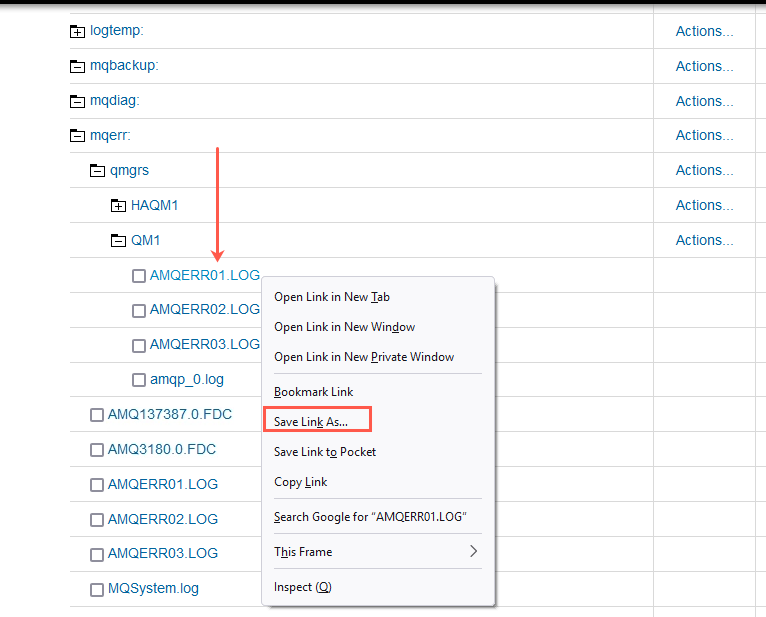 logtemp: Actions...
mqbackup: Actions...
mqdiag: Actions...
mqerr: Actions...
qmgrs Actions...
HAQM1 Actions...
QM1 Actions...
AMQERR01.LOG
AMQERR02.LOG
AMQERR03.LOG
amqp_0.log
AMQ137387.0.FDC
AMQ3180.0.FDC
AMQERR01.LOG
AMQERR02.LOG
AMQERR03.LOG
MQSystem.log
Open Link in New Tab
Open Link in New Window
Open Link in New Private Window
Bookmark Link
Save Link As...
Save Link to Pocket
Copy Link
Search Google for “AMQERR01.LOG”
This Frame
Inspect (Q)